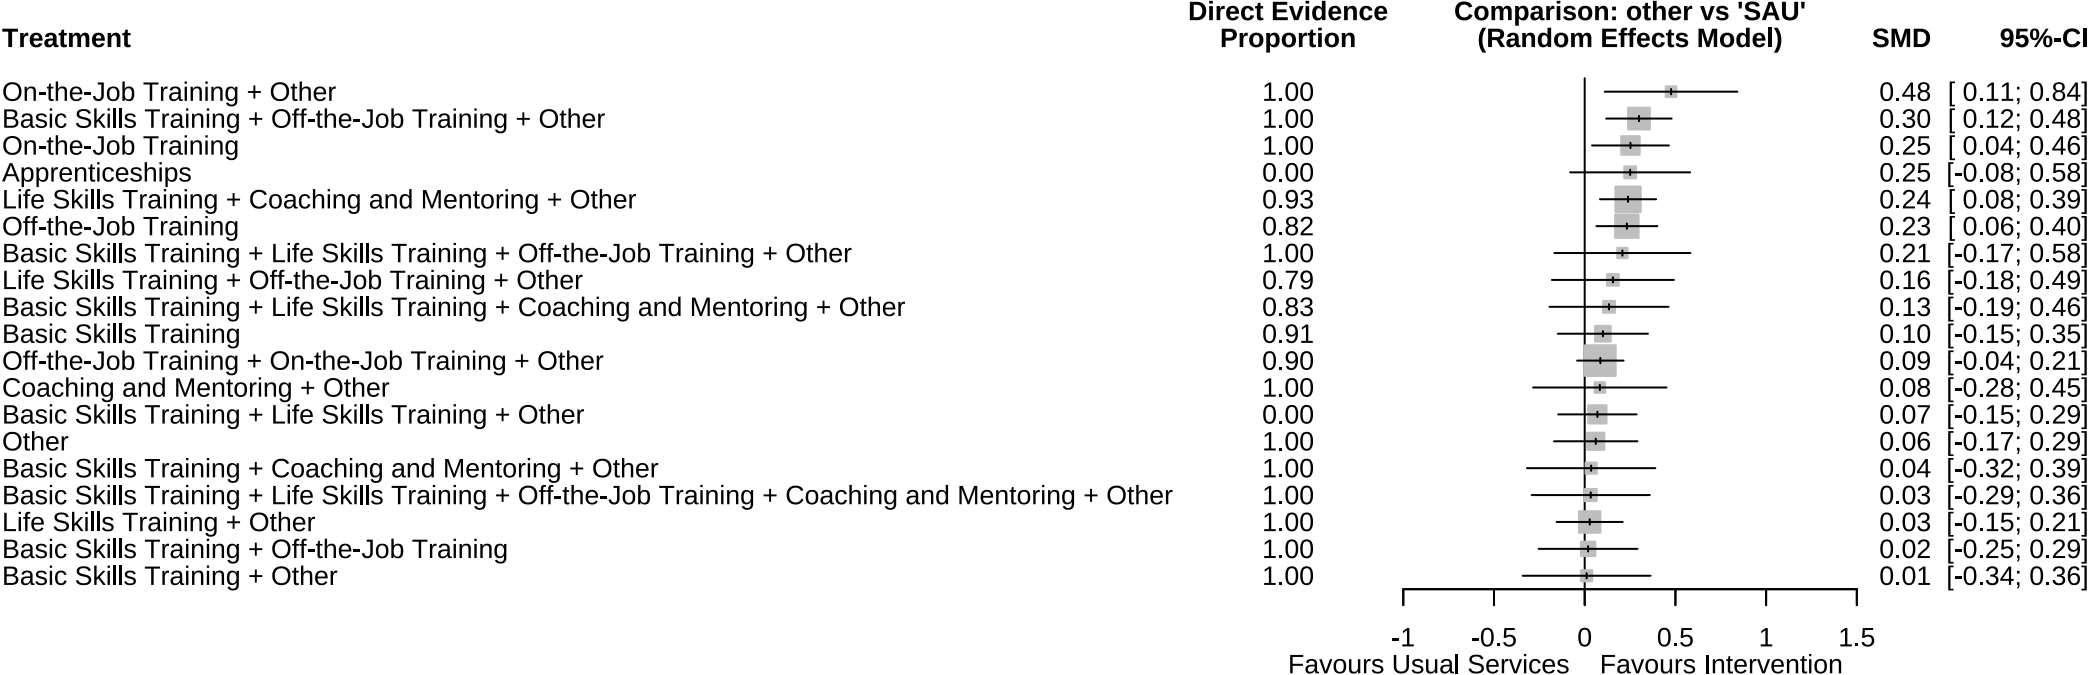 Direct Evidence Comparison: other vs 'SAU'
Treatment Proportion (Random Effects Model) SMD 95%-CI
On-the-Job Training + Other 1.00 0.48 [ 0.11; 0.84]
Basic Skills Training + Off-the-Job Training + Other 1.00 0.30 [ 0.12; 0.48]
On-the-Job Training 1.00 0.25 [ 0.04; 0.46]
Apprenticeships 0.00 0.25 [-0.08; 0.58]
Life Skills Training + Coaching and Mentoring + Other 0.93 0.24 [ 0.08; 0.39]
Off-the-Job Training 0.82 0.23 [ 0.06; 0.40]
Basic Skills Training + Life Skills Training + Off-the-Job Training + Other 1.00 0.21 [-0.17; 0.58]
Life Skills Training + Off-the-Job Training + Other 0.79 0.16 [-0.18; 0.49]
Basic Skills Training + Life Skills Training + Coaching and Mentoring + Other 0.83 0.13 [-0.19; 0.46]
Basic Skills Training 0.91 0.10 [-0.15; 0.35]
Off-the-Job Training + On-the-Job Training + Other 0.90 0.09 [-0.04; 0.21]
Coaching and Mentoring + Other 1.00 0.08 [-0.28; 0.45]
Basic Skills Training + Life Skills Training + Other 0.00 0.07 [-0.15; 0.29]
Other 1.00 0.06 [-0.17; 0.29]
Basic Skills Training + Coaching and Mentoring + Other 1.00 0.04 [-0.32; 0.39]
Basic Skills Training + Life Skills Training + Off-the-Job Training + Coaching and Mentoring + Other 1.00 0.03 [-0.29; 0.36]
Life Skills Training + Other 1.00 0.03 [-0.15; 0.21]
Basic Skills Training + Off-the-Job Training 1.00 0.02 [-0.25; 0.29]
Basic Skills Training + Other 1.00 0.01 [-0.34; 0.36]
-1 -0.5 0 0.5 1 1.5
Favours Usual Services Favours Intervention